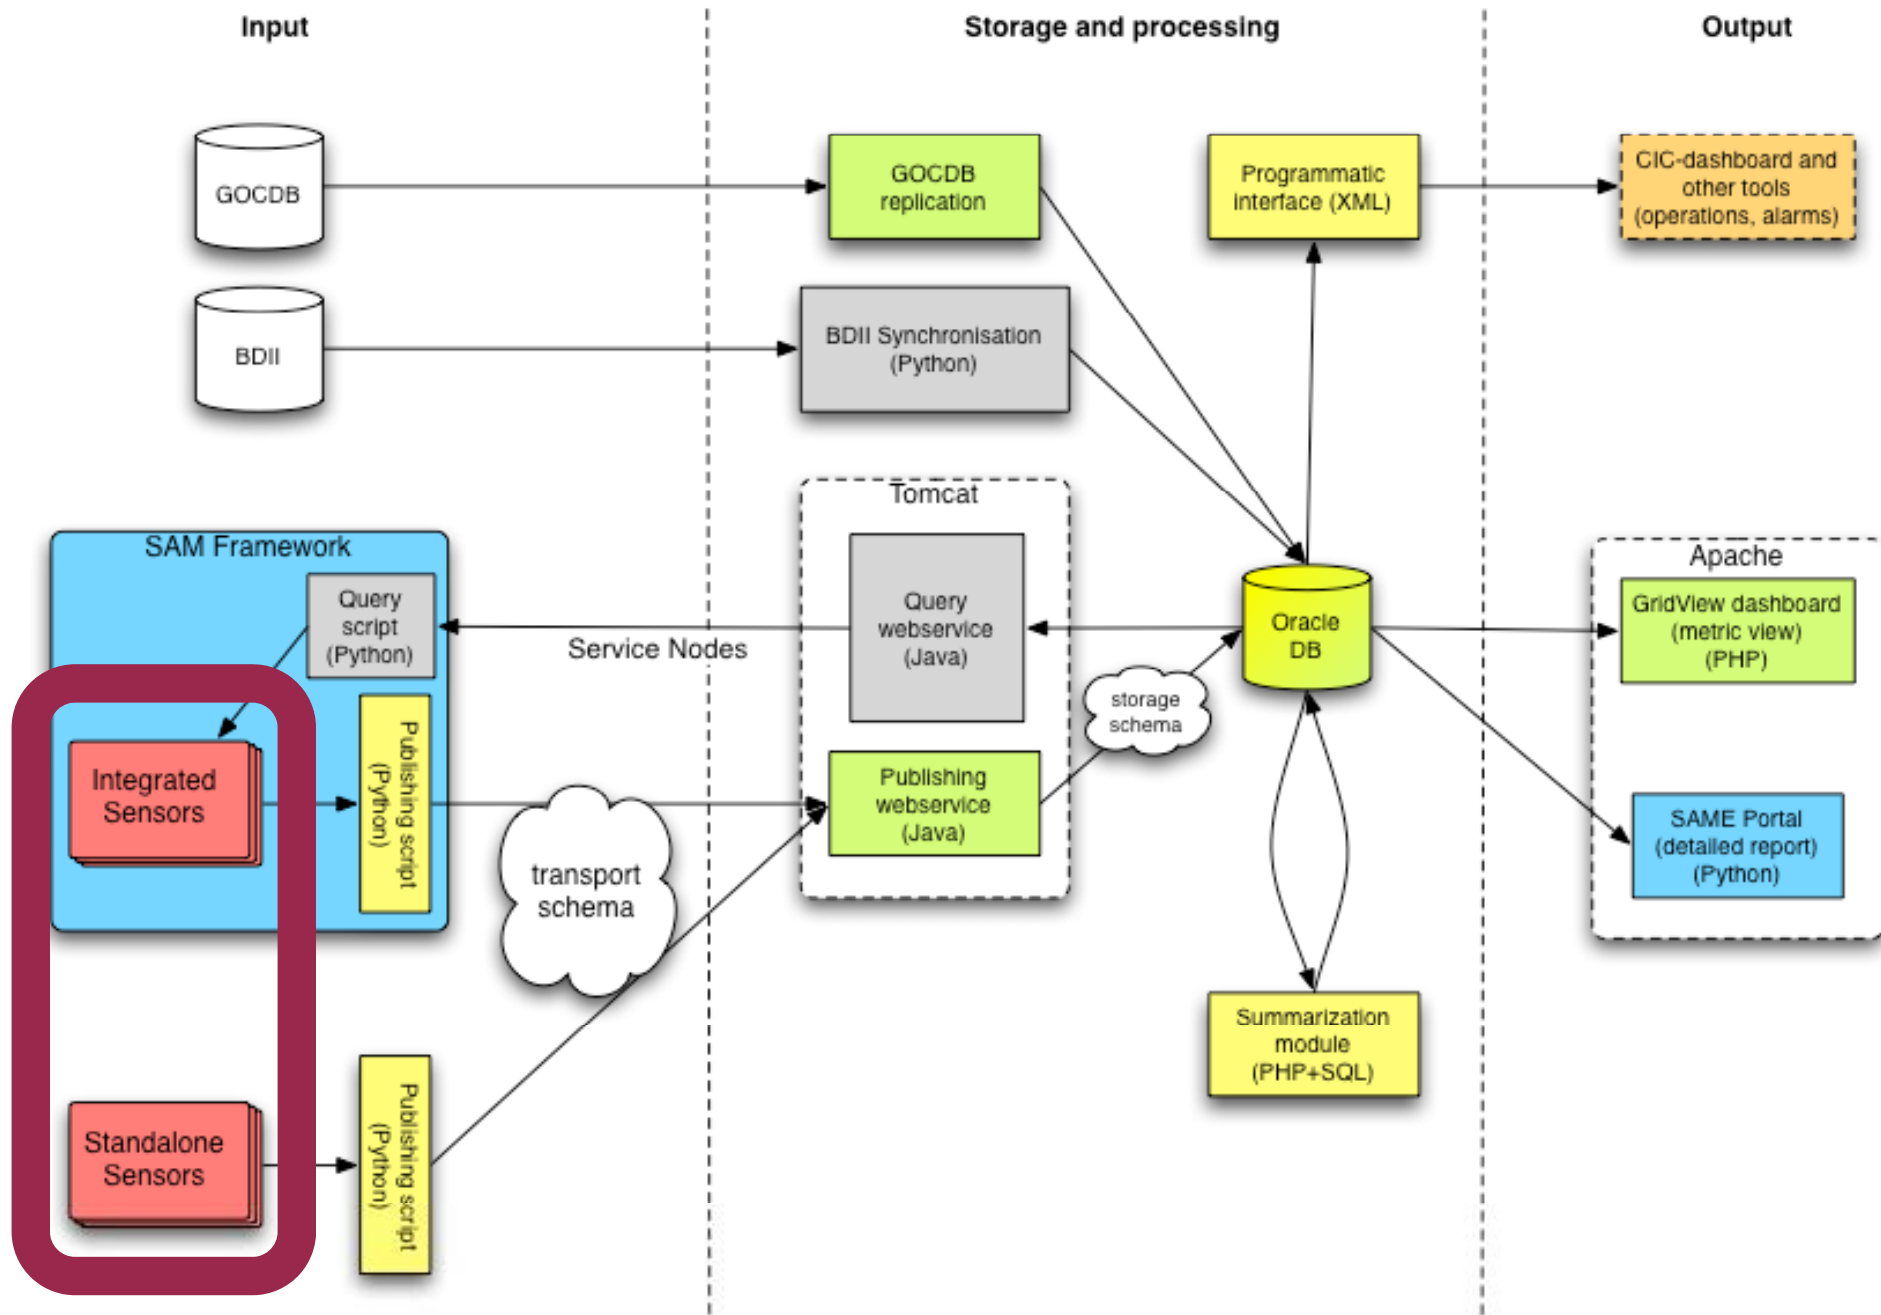 Input
Storage and processing
Output
GOCDB
GOCDB
replication
Programmatic
interface (XML)
CIC-dashboard and
other tools
(operations, alarms)
BDII
BDII Synchronisation
(Python)
SAM Framework
Query
script
(Python)
Service Nodes
Tomcat
Query
webservice
(Java)
Oracle
DB
Apache
GridView dashboard
(metric view)
(PHP)
storage
schema
Integrated
Sensors
Publishing script
(Python)
transport
schema
Publishing
webservice
(Java)
SAME Portal
(detailed report)
(Python)
Summarization
module
(PHP+SQL)
Standalone
Sensors
Publishing script
(Python)